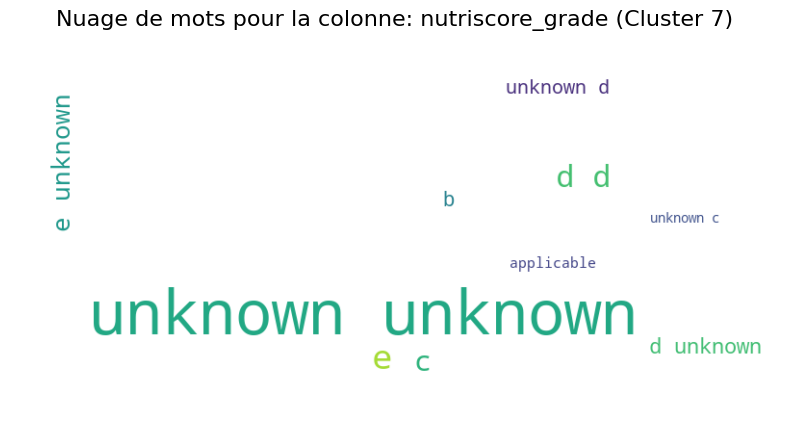 Nuage de mots pour la colonne: nutriscore_grade (Cluster 7)
unknown d
e unknown
d d
b
unknown c
applicable
unknown unknown
d unknown
e
c